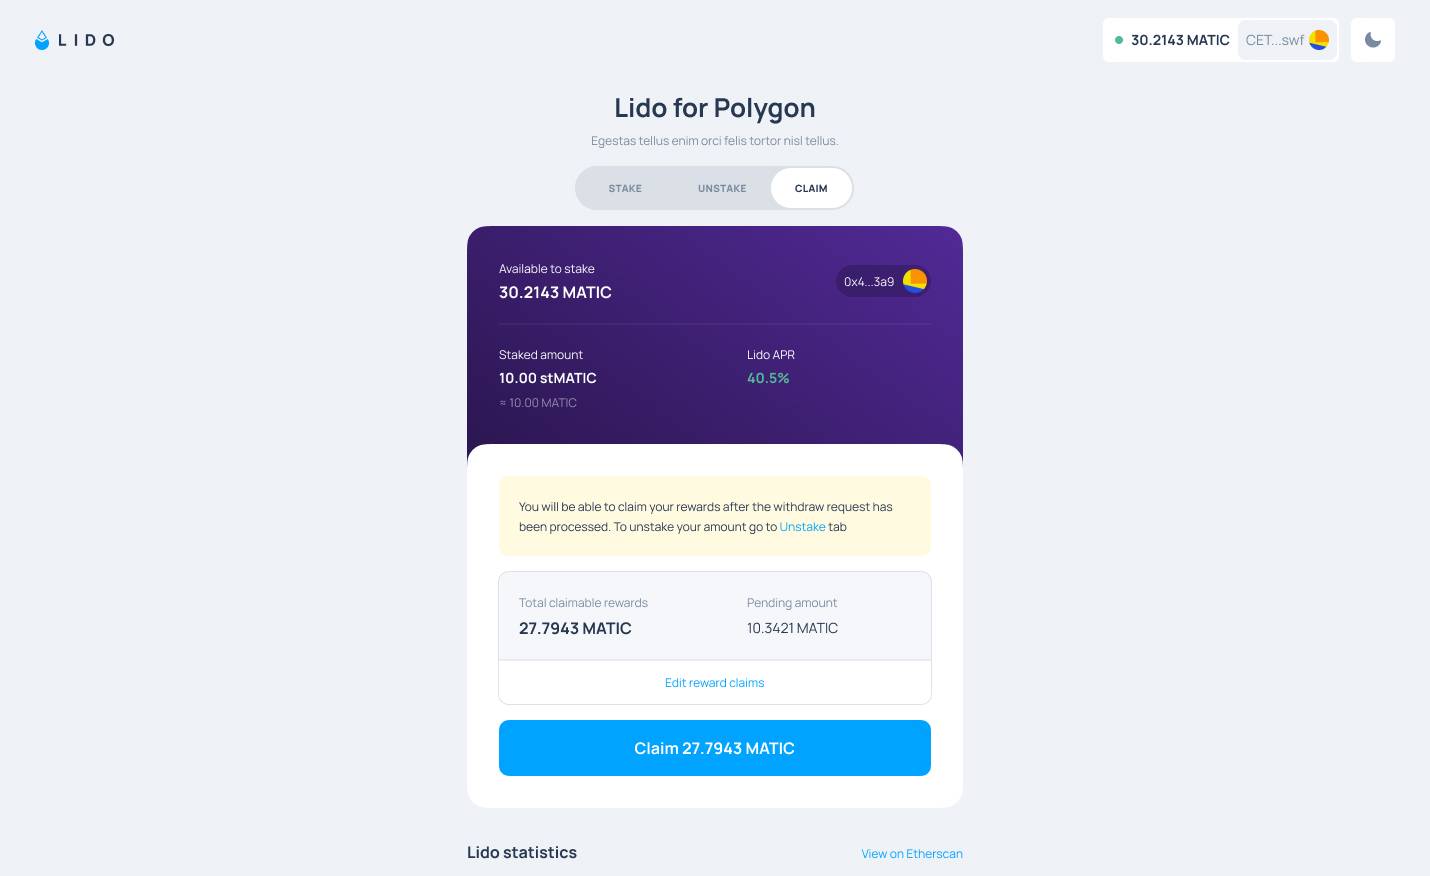 LIDO
30.2143 MATIC CET...swf
Lido for Polygon
Egestas tellus enim orci felis tortor nisl tellus.
STAKE UNSTAKE CLAIM
Available to stake
30.2143 MATIC
0x4...3a9
Staked amount Lido APR
10.00 stMATIC 40.5%
≈ 10.00 MATIC
You will be able to claim your rewards after the withdraw request has
been processed. To unstake your amount go to Unstake tab
Total claimable rewards Pending amount
27.7943 MATIC 10.3421 MATIC
Edit reward claims
Claim 27.7943 MATIC
Lido statistics View on Etherscan